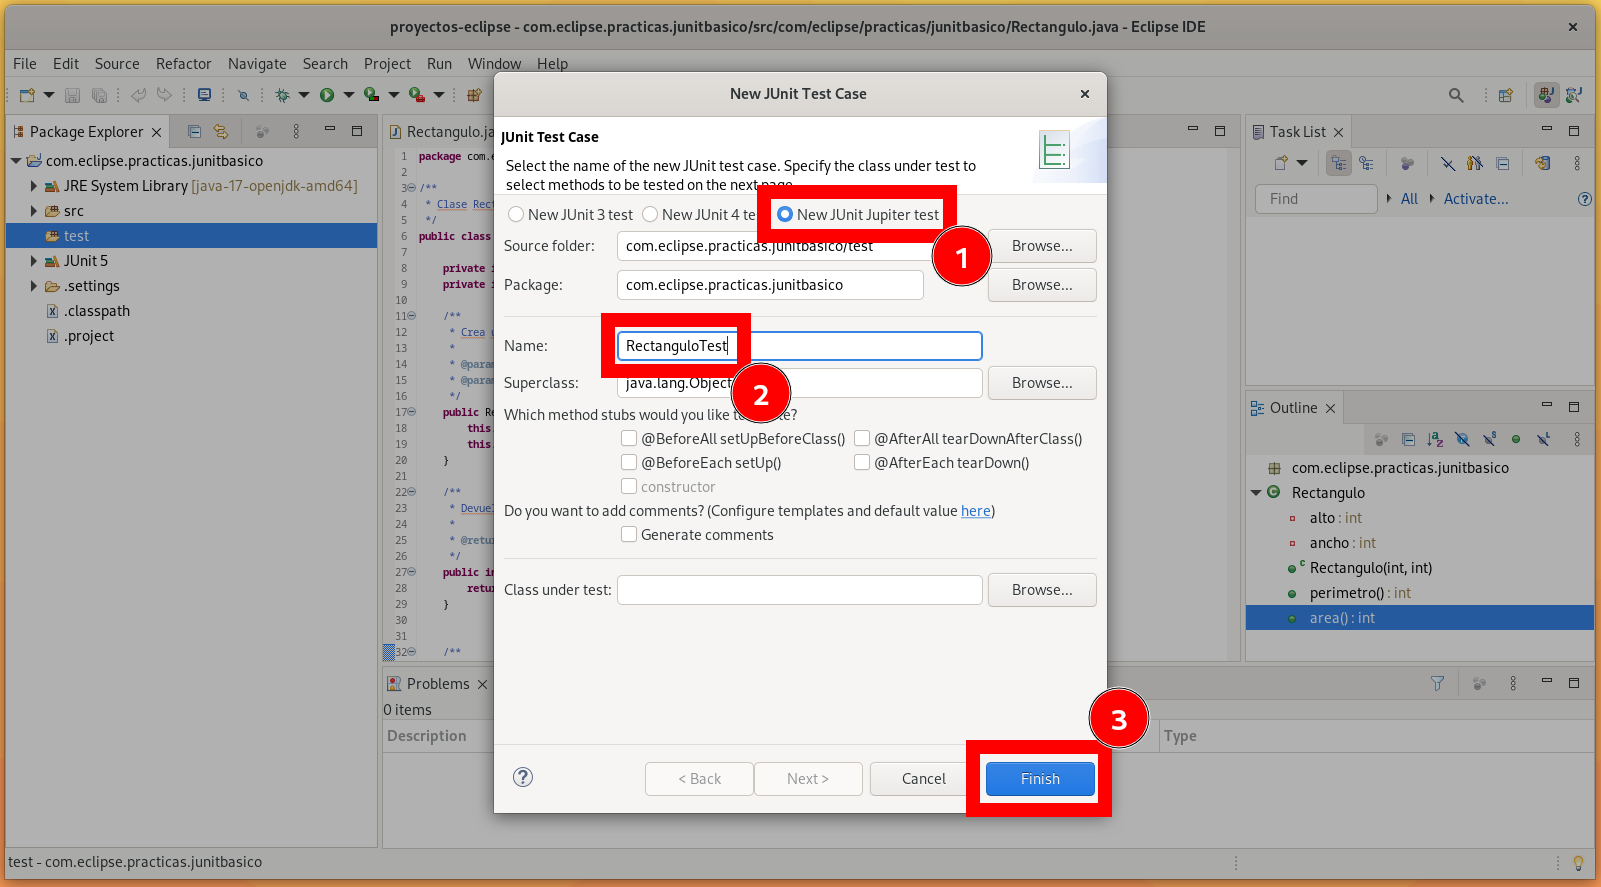 proyectos-eclipse - com.eclipse.practicas.junitbasico/src/com/eclipse/practicas/junitbasico/Rectangulo.java - Eclipse IDE
File Edit Source Refactor Navigate Search Project Run Window Help
Package Explorer
com.eclipse.practicas.junitbasico
JRE System Library [java-17-openjdk-amd64]
src
test
JUnit 5
.settings
.classpath
.project
Rectangulo.ja
1 package com.e
2
3 /**
4 * Clase Rect
5 */
6 public class
7
8 private i
9 private i
10
11 /**
12 * Crea u
13 *
14 * @param
15 * @param
16 */
17 public Re
18 this.
19 this.
20 }
21
22 /**
23 * Devuel
24 *
25 * @retur
26 */
27 public in
28 retur
29 }
30
31
32 /**
New JUnit Test Case
JUnit Test Case
Select the name of the new JUnit test case. Specify the class under test to
select methods to be tested on the next page.
New JUnit 3 test New JUnit 4 te New JUnit Jupiter test
1
Source folder: com.eclipse.practicas.junitbasico/test Browse...
Package: com.eclipse.practicas.junitbasico Browse...
Name: RectanguloTest
2
Superclass: java.lang.Object Browse...
Which method stubs would you like to te?
@BeforeAll setUpBeforeClass() @AfterAll tearDownAfterClass()
@BeforeEach setUp() @AfterEach tearDown()
constructor
Do you want to add comments? (Configure templates and default value here)
Generate comments
Class under test: Browse...
3
< Back Next > Cancel Finish
Task List
Find All Activate...
Outline
com.eclipse.practicas.junitbasico
Rectangulo
alto : int
ancho : int
Rectangulo(int, int)
perimetro() : int
area() : int
Problems
0 items
Description Type
test - com.eclipse.practicas.junitbasico